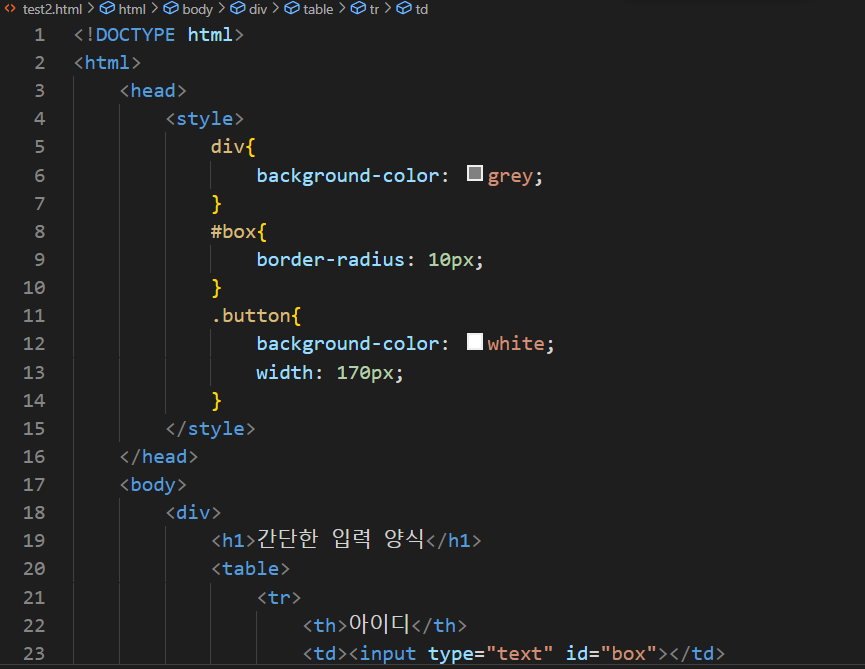 test2.html > html > body > div > table > tr > td
1 <!DOCTYPE html>
2 <html>
3 <head>
4 <style>
5 div{
6 background-color: grey;
7 }
8 #box{
9 border-radius: 10px;
10 }
11 .button{
12 background-color: white;
13 width: 170px;
14 }
15 </style>
16 </head>
17 <body>
18 <div>
19 <h1>간단한 입력 양식</h1>
20 <table>
21 <tr>
22 <th>아이디</th>
23 <td><input type="text" id="box"></td>